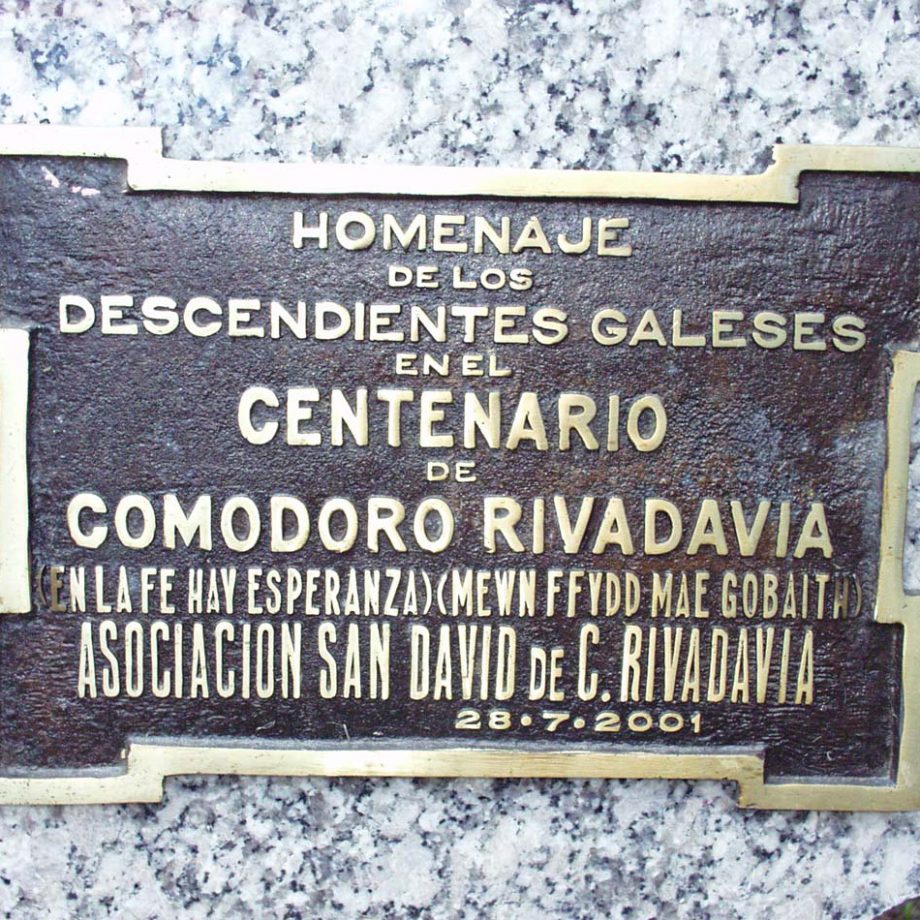 HOMENAJE
DE LOS
DESCENDIENTES GALESES
EN EL
CENTENARIO
DE
COMODORO RIVADAVIA
(EN LA FE HAY ESPERANZA)(MEWN FFYDD MAE GOBAITH)
ASOCIACION SAN DAVID DE C. RIVADAVIA
28·7·2001